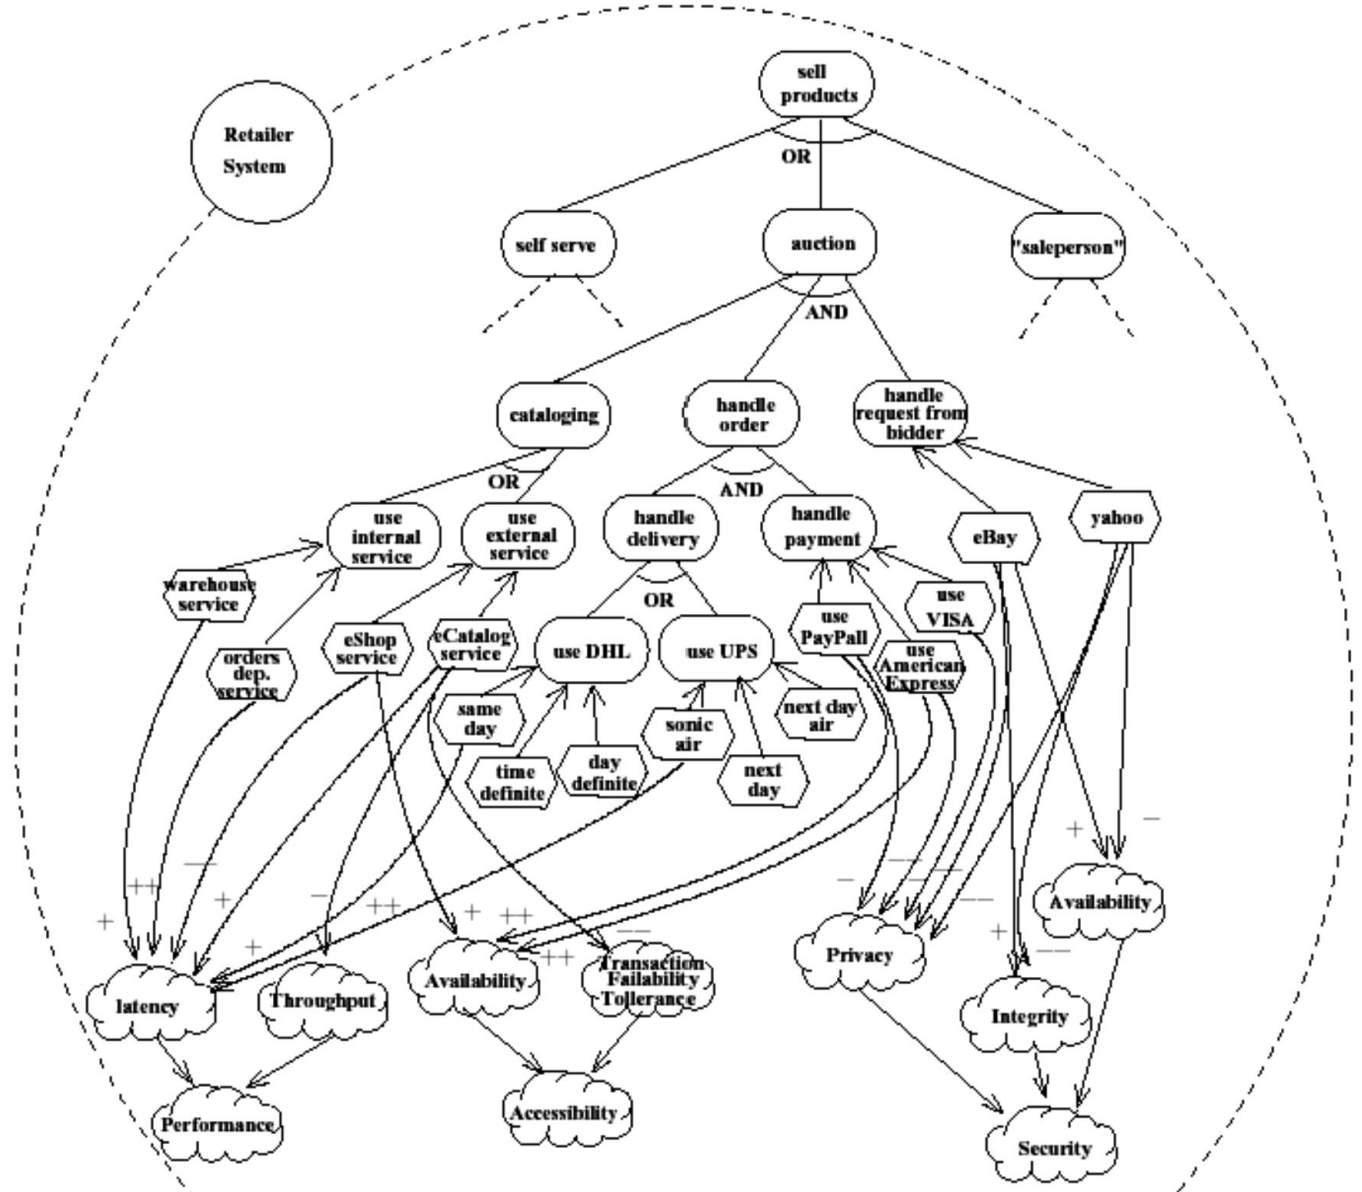 sell
products
Retailer
System
OR
self serve
auction
"saleperson"
AND
cataloging
handle
order
handle
request from
bidder
OR
AND
use
internal
service
use
external
service
handle
delivery
handle
payment
eBay
yahoo
warehouse
service
OR
use
VISA
orders
dep.
service
eShop
service
eCatalog
service
use DHL
use UPS
use
PayPall
use
American
Express
same
day
sonic
air
next day
air
time
definite
day
definite
next
day
+
—
— —
++
+
—
++
+
++
— —
—
— —
— —
+
+
+
— —
++
— —
Availability
latency
Throughput
Availability
Transaction
Failability
Tollerance
Privacy
Integrity
Performance
Accessibility
Security